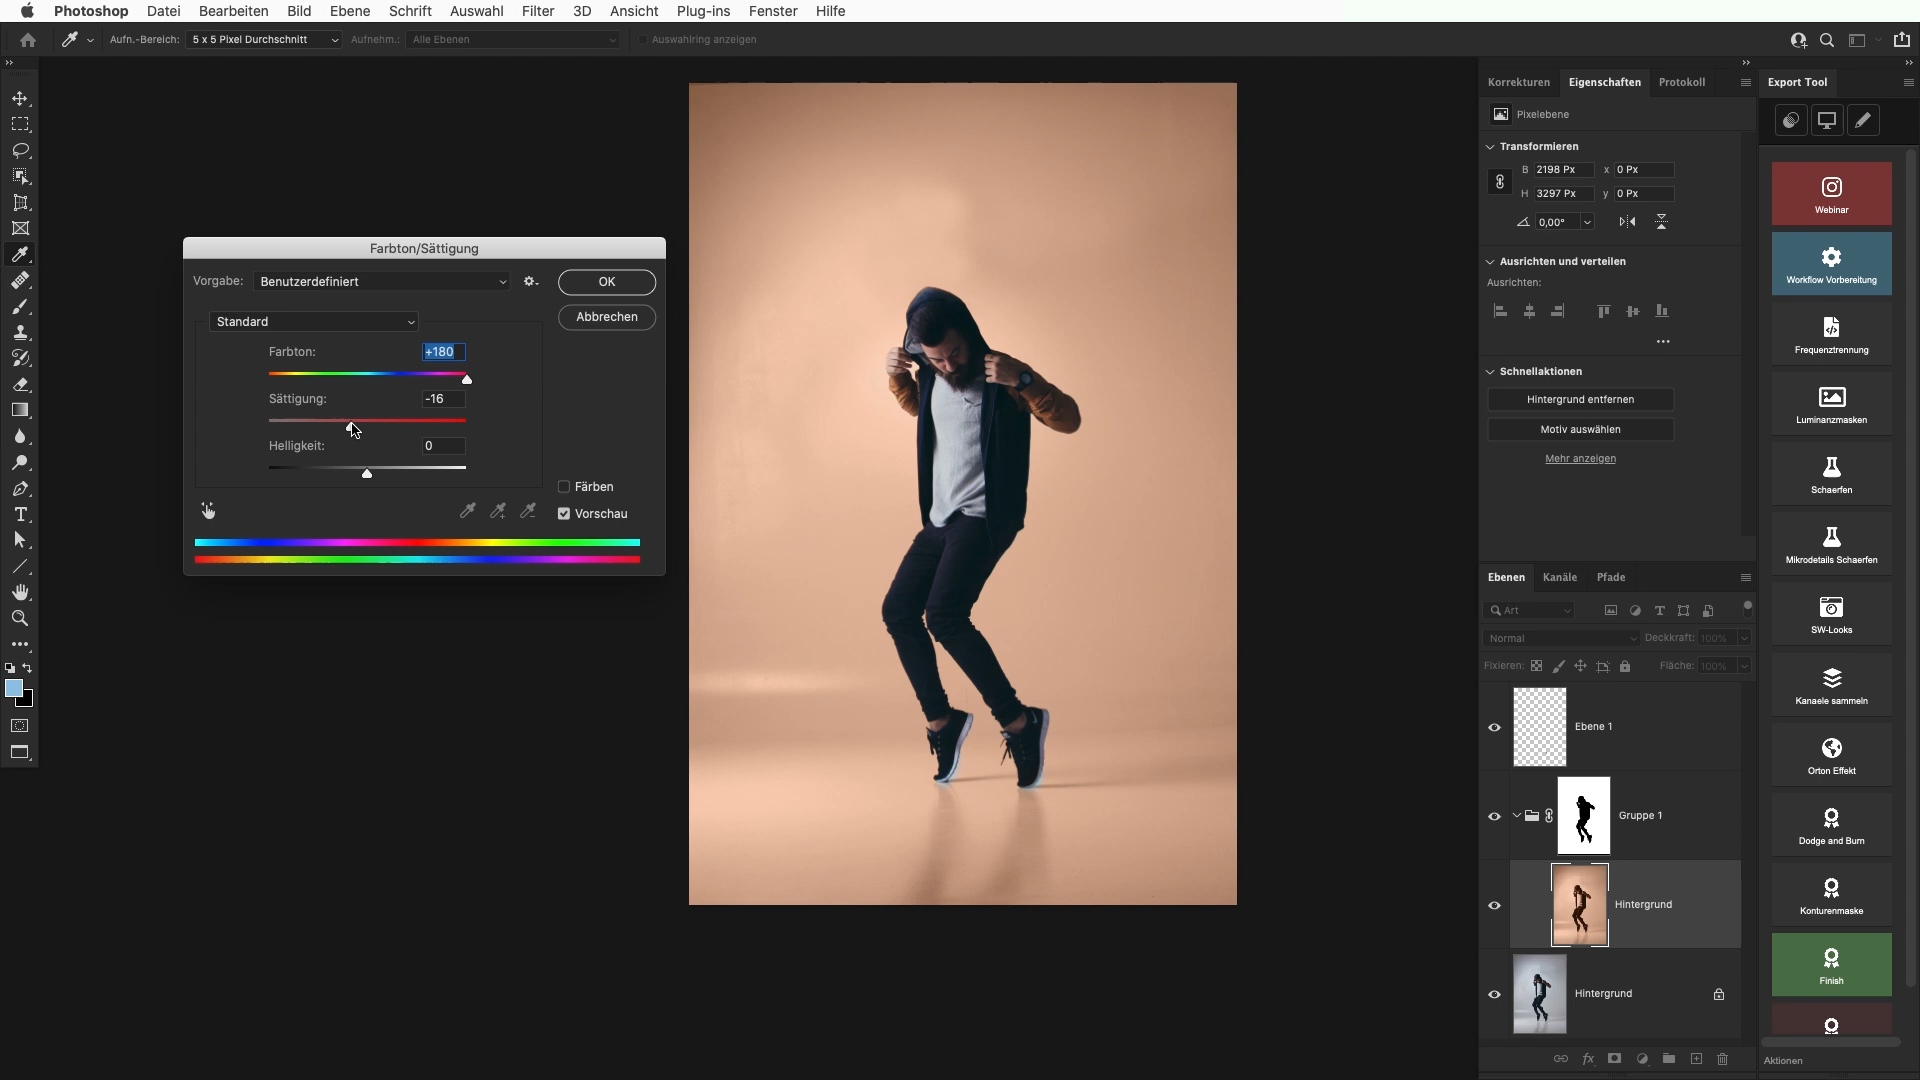 Photoshop Datei Bearbeiten Bild Ebene Schrift Auswahl Filter 3D Ansicht Plug-ins Fenster Hilfe
Aufn.-Bereich: 5 x 5 Pixel Durchschnitt Aufnehm.: Alle Ebenen Auswahlring anzeigen
Korrekturen Eigenschaften Protokoll
Pixelebene
Transformieren
B 2198 Px x 0 Px
H 3297 Px y 0 Px
0,00°
Ausrichten und verteilen
Ausrichten:
Schnellaktionen
Hintergrund entfernen
Motiv auswählen
Mehr anzeigen
Farbton/Sättigung
Vorgabe: Benutzerdefiniert
OK
Abbrechen
Standard
Farbton: +180
Sättigung: -16
Helligkeit: 0
Färben
Vorschau
Ebenen Kanäle Pfade
Art
Normal Deckkraft: 100%
Fixieren: Fläche: 100%
Ebene 1
Gruppe 1
Hintergrund
Hintergrund
fx
Export Tool
Webinar
Workflow Vorbereitung
Frequenztrennung
Luminanzmasken
Schaerfen
Mikrodetails Schaerfen
SW-Looks
Kanaele sammeln
Orton Effekt
Dodge and Burn
Konturenmaske
Finish
Aktionen